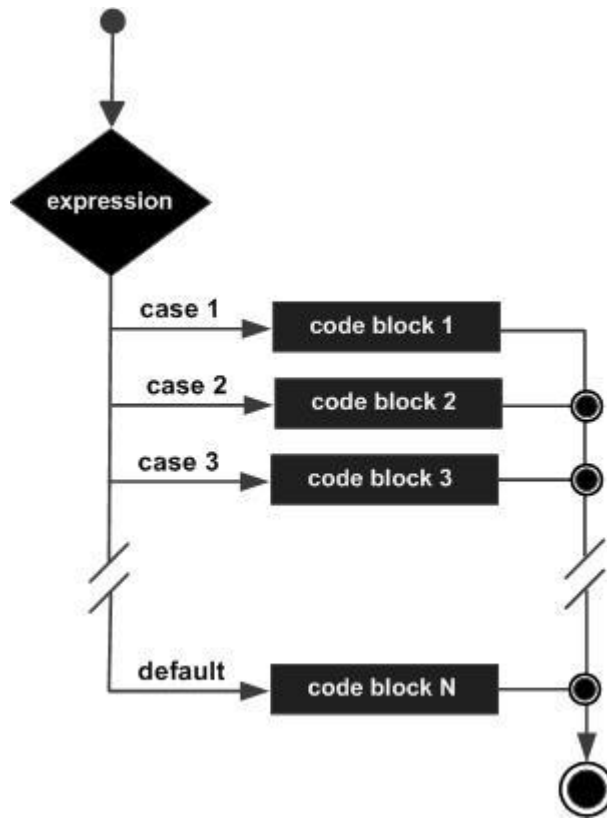 expression
case 1
code block 1
case 2
code block 2
case 3
code block 3
default
code block N